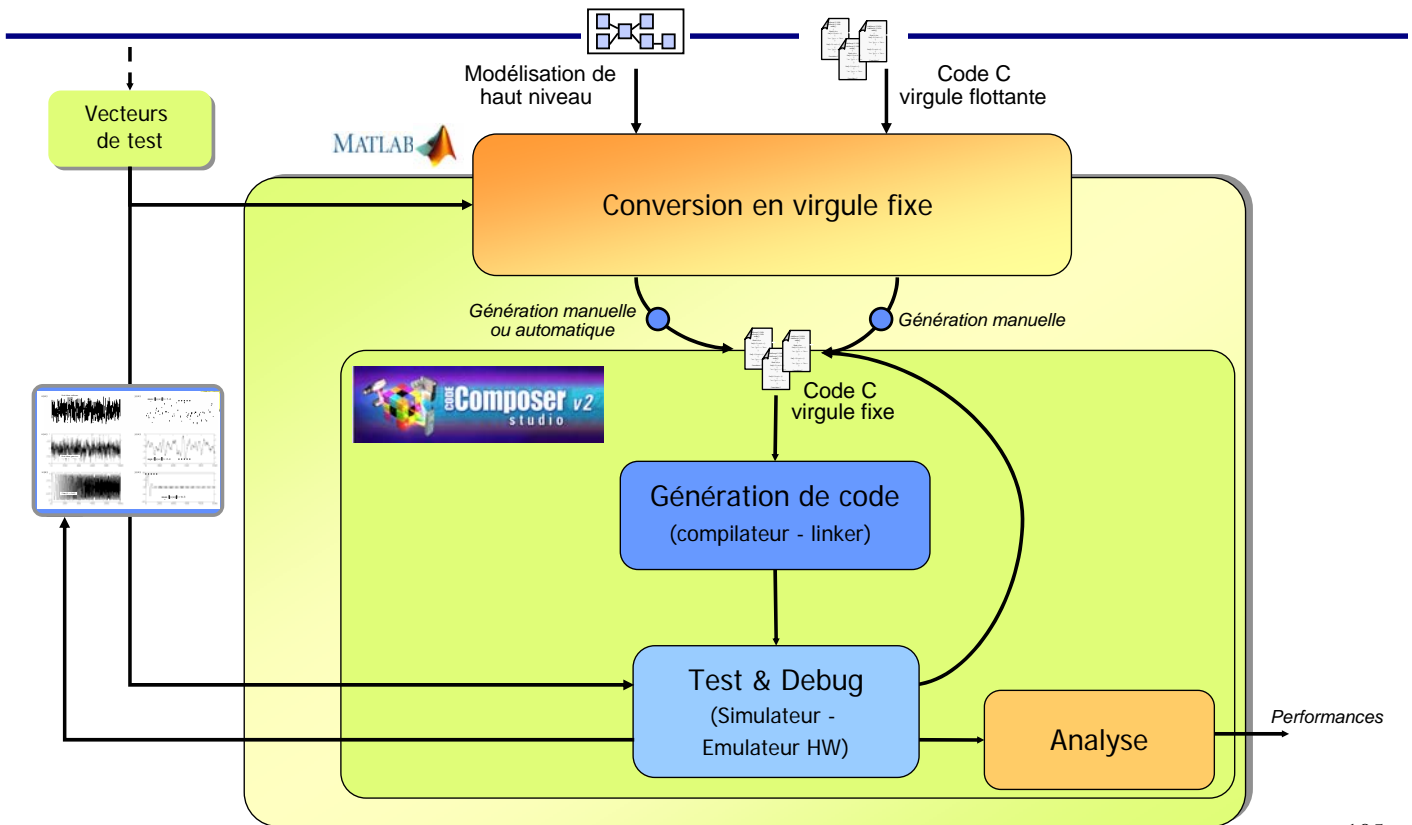 Modélisation de
haut niveau
Code C
virgule flottante
Vecteurs
de test
MATLAB
Conversion en virgule fixe
Génération manuelle
ou automatique
Génération manuelle
CODE
Composer v2
studio
Code C
virgule fixe
Génération de code
(compilateur - linker)
Test & Debug
(Simulateur -
Emulateur HW)
Analyse
Performances